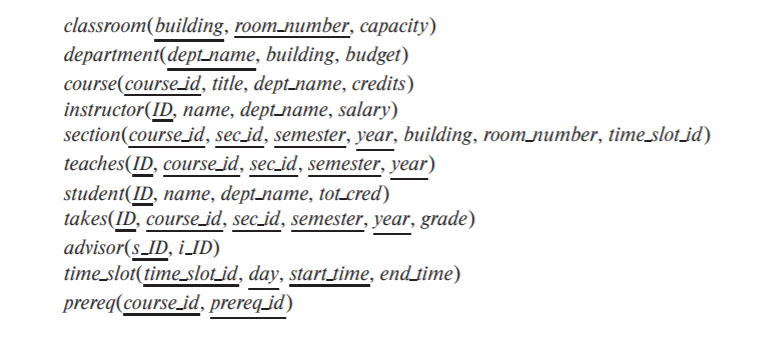 classroom(building, room_number, capacity)
department(dept_name, building, budget)
course(course_id, title, dept_name, credits)
instructor(ID, name, dept_name, salary)
section(course_id, sec_id, semester, year, building, room_number, time_slot_id)
teaches(ID, course_id, sec_id, semester, year)
student(ID, name, dept_name, tot_cred)
takes(ID, course_id, sec_id, semester, year, grade)
advisor(s_ID, i_ID)
time_slot(time_slot_id, day, start_time, end_time)
prereq(course_id, prereq_id)